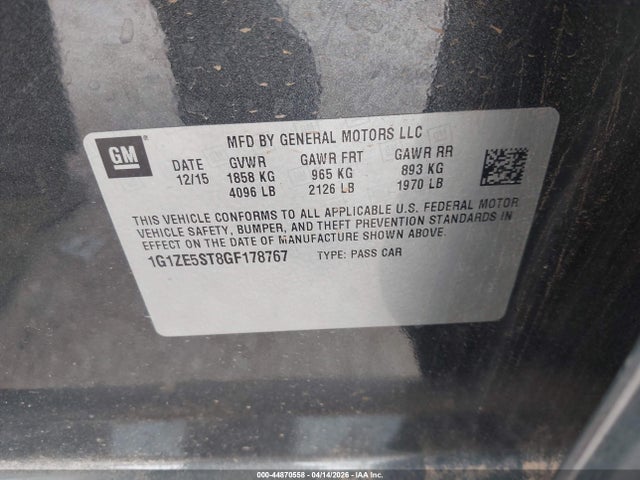 GM
MFD BY GENERAL MOTORS LLC
DATE GVWR GAWR FRT GAWR RR
12/15 1858 KG 965 KG 893 KG
4096 LB 2126 LB 1970 LB
THIS VEHICLE CONFORMS TO ALL APPLICABLE U.S. FEDERAL MOTOR
VEHICLE SAFETY, BUMPER, AND THEFT PREVENTION STANDARDS IN
EFFECT ON THE DATE OF MANUFACTURE SHOWN ABOVE.
1G1ZE5ST8GF178767 TYPE: PASS CAR
000-44870558 - 04/14/2026 - IAA Inc.